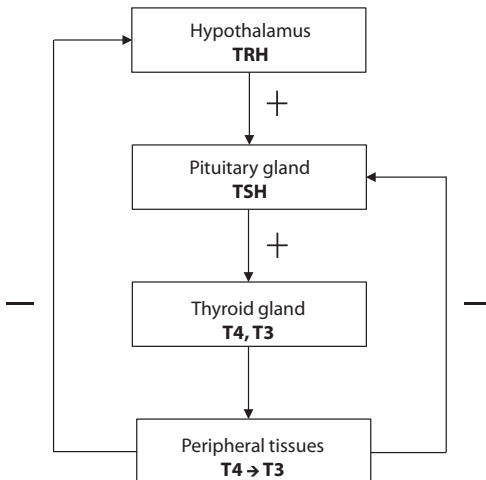 Hypothalamus
TRH
+
Pituitary gland
TSH
+
Thyroid gland
T4, T3
— —
Peripheral tissues
T4 → T3